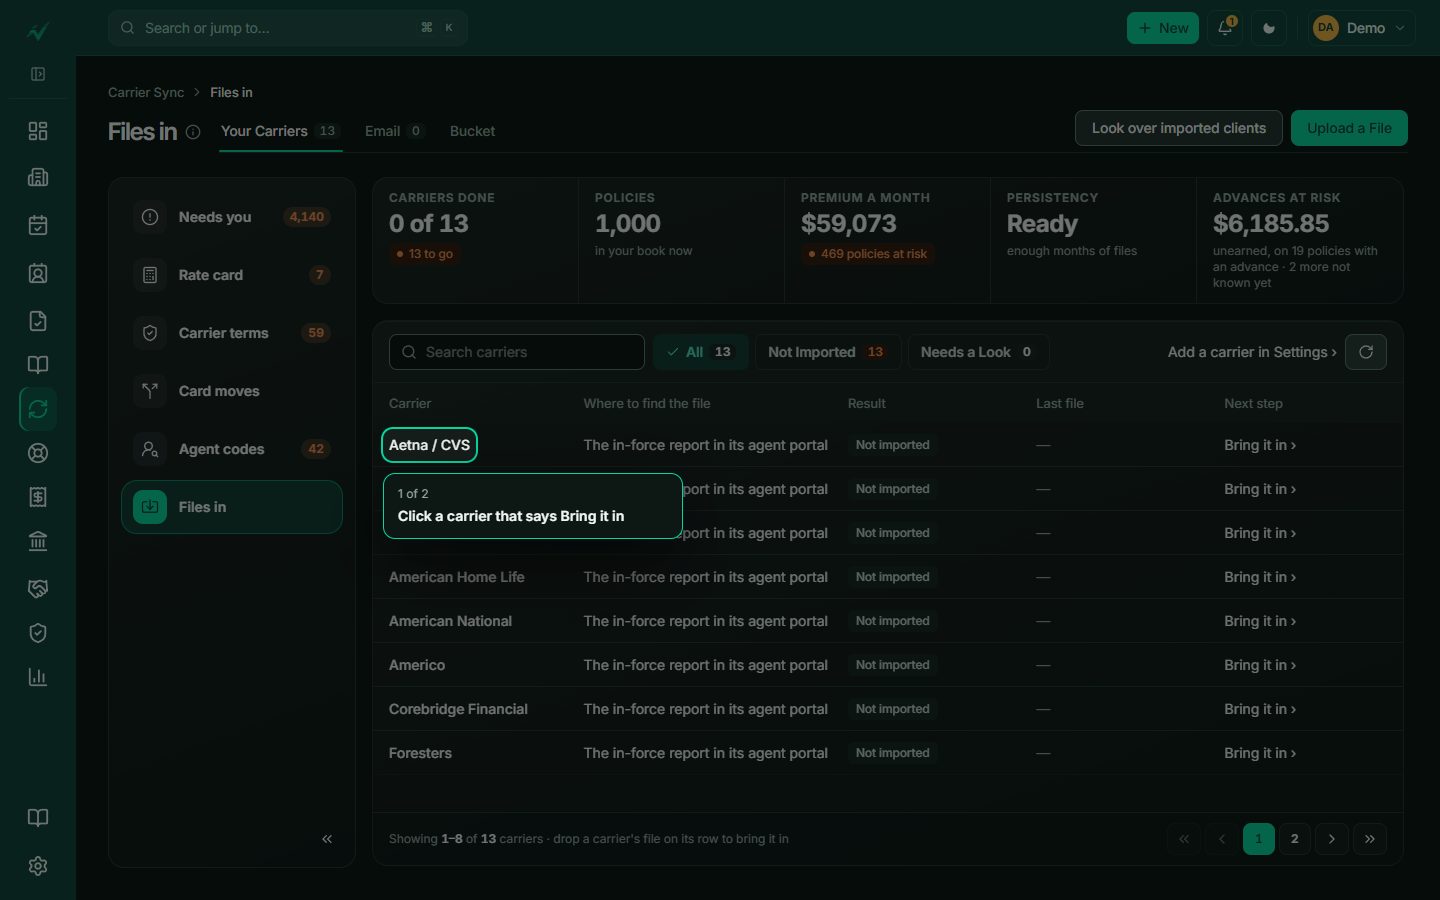 Search or jump to... ⌘ K
+ New
1
DA Demo
Carrier Sync > Files in
Files in
Your Carriers 13
Email 0
Bucket
Look over imported clients
Upload a File
Needs you 4,140
Rate card 7
Carrier terms 59
Card moves
Agent codes 42
Files in
CARRIERS DONE
0 of 13
13 to go
POLICIES
1,000
in your book now
PREMIUM A MONTH
$59,073
469 policies at risk
PERSISTENCY
Ready
enough months of files
ADVANCES AT RISK
$6,185.85
unearned, on 19 policies with
an advance · 2 more not
known yet
Search carriers
All 13
Not Imported 13
Needs a Look 0
Add a carrier in Settings ›
Carrier Where to find the file Result Last file Next step
Aetna / CVS The in-force report in its agent portal Not imported — Bring it in ›
1 of 2
Click a carrier that says Bring it in
port in its agent portal Not imported — Bring it in ›
port in its agent portal Not imported — Bring it in ›
American Home Life The in-force report in its agent portal Not imported — Bring it in ›
American National The in-force report in its agent portal Not imported — Bring it in ›
Americo The in-force report in its agent portal Not imported — Bring it in ›
Corebridge Financial The in-force report in its agent portal Not imported — Bring it in ›
Foresters The in-force report in its agent portal Not imported — Bring it in ›
Showing 1–8 of 13 carriers · drop a carrier's file on its row to bring it in
« ‹ 1 2 › »